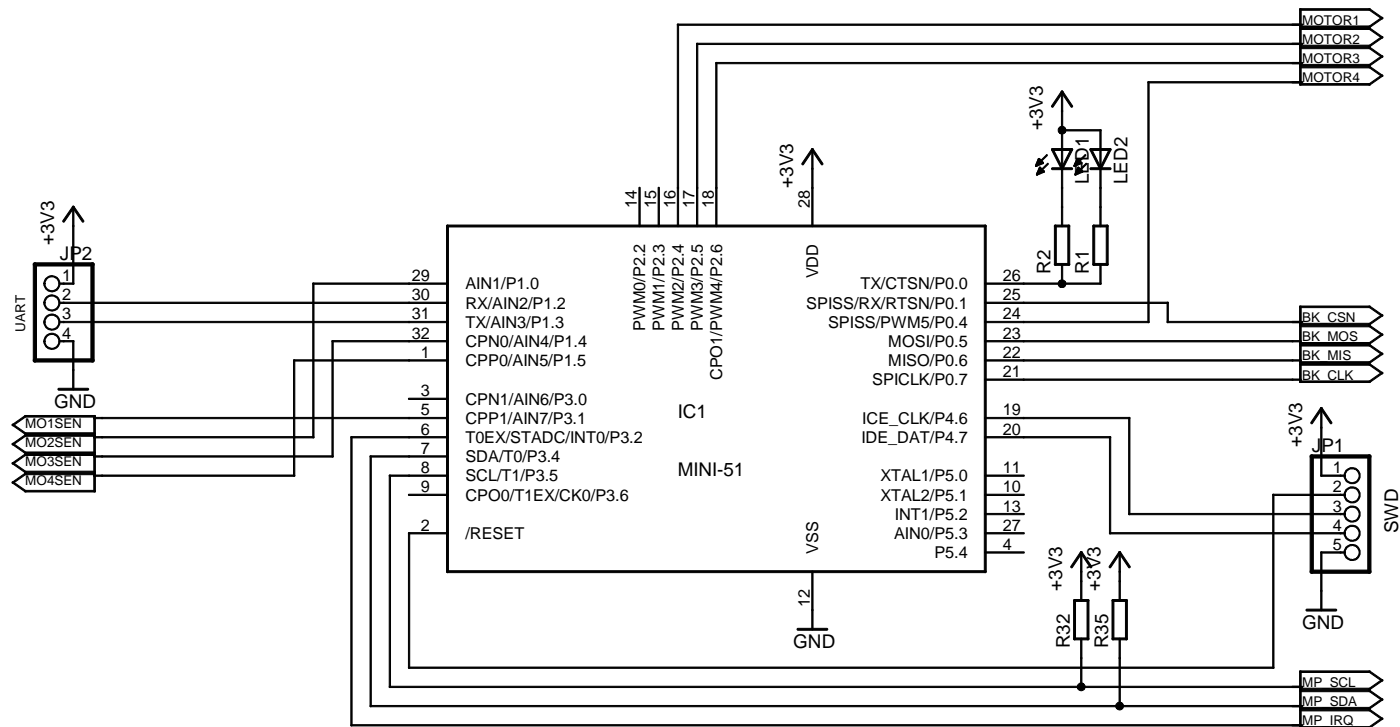 MOTOR1
MOTOR2
MOTOR3
MOTOR4
+3V3
LED1
LED2
R2
R1
+3V3
28
VDD
14
15
16
17
18
PWM0/P2.2
PWM1/P2.3
PWM2/P2.4
PWM3/P2.5
CPO1/PWM4/P2.6
+3V3
JP2
UART
1
2
3
4
GND
29 AIN1/P1.0
30 RX/AIN2/P1.2
31 TX/AIN3/P1.3
32 CPN0/AIN4/P1.4
1 CPP0/AIN5/P1.5
3 CPN1/AIN6/P3.0
5 CPP1/AIN7/P3.1
6 T0EX/STADC/INT0/P3.2
7 SDA/T0/P3.4
8 SCL/T1/P3.5
9 CPO0/T1EX/CK0/P3.6
2 /RESET
MO1SEN
MO2SEN
MO3SEN
MO4SEN
IC1
MINI-51
TX/CTSN/P0.0 26
SPISS/RX/RTSN/P0.1 25
SPISS/PWM5/P0.4 24
MOSI/P0.5 23
MISO/P0.6 22
SPICLK/P0.7 21
ICE_CLK/P4.6 19
IDE_DAT/P4.7 20
XTAL1/P5.0 11
XTAL2/P5.1 10
INT1/P5.2 13
AIN0/P5.3 27
P5.4 4
VSS
12
GND
BK_CSN
BK_MOS
BK_MIS
BK_CLK
+3V3
JP1
SWD
1
2
3
4
5
GND
+3V3
+3V3
R32
R35
MP_SCL
MP_SDA
MP_IRQ